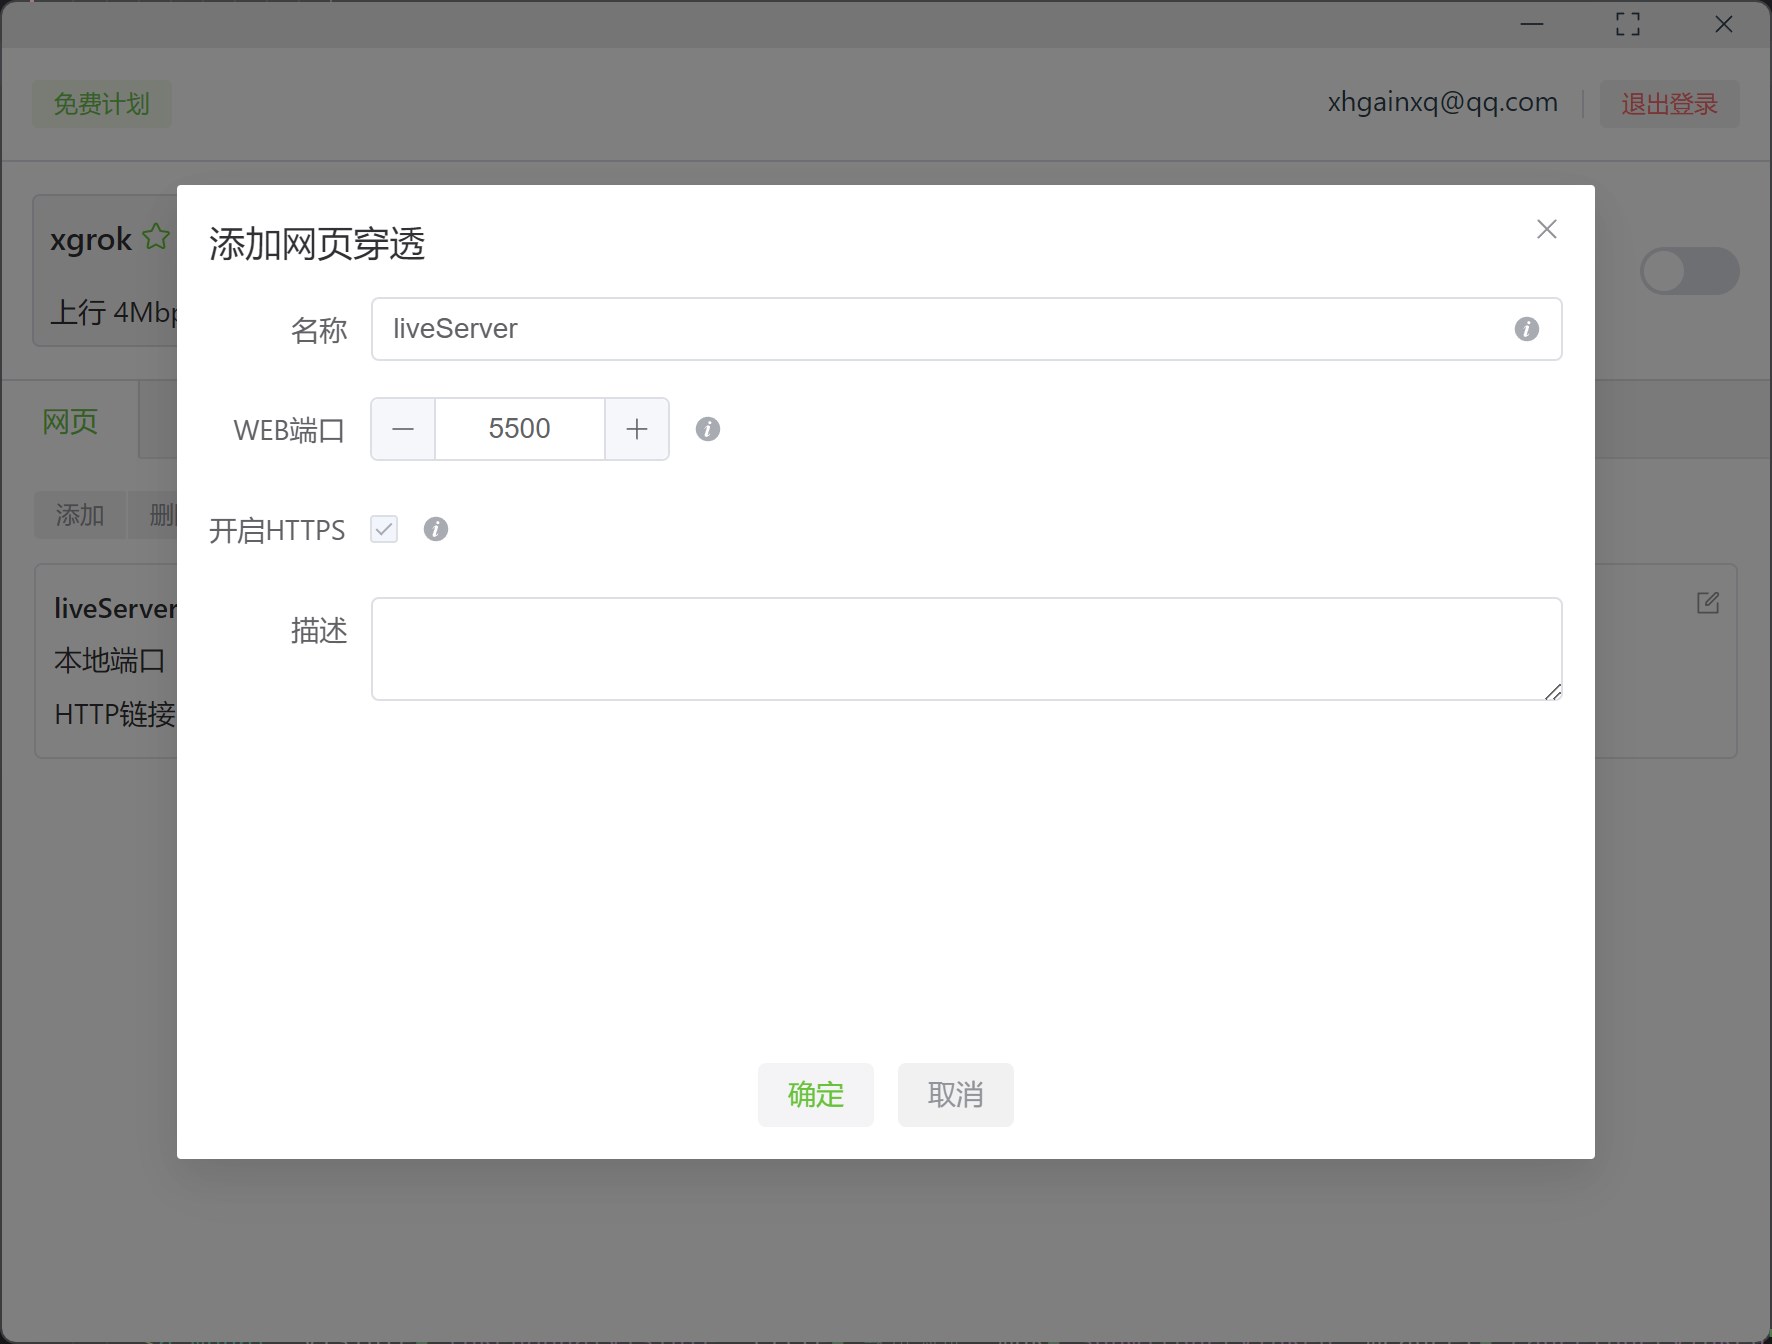 免费计划
xhgainxq@qq.com
退出登录
xgrok
上行 4Mbp
网页
添加
liveServer
本地端口
HTTP链接
添加网页穿透
名称
liveServer
WEB端口
5500
开启HTTPS
描述
确定
取消